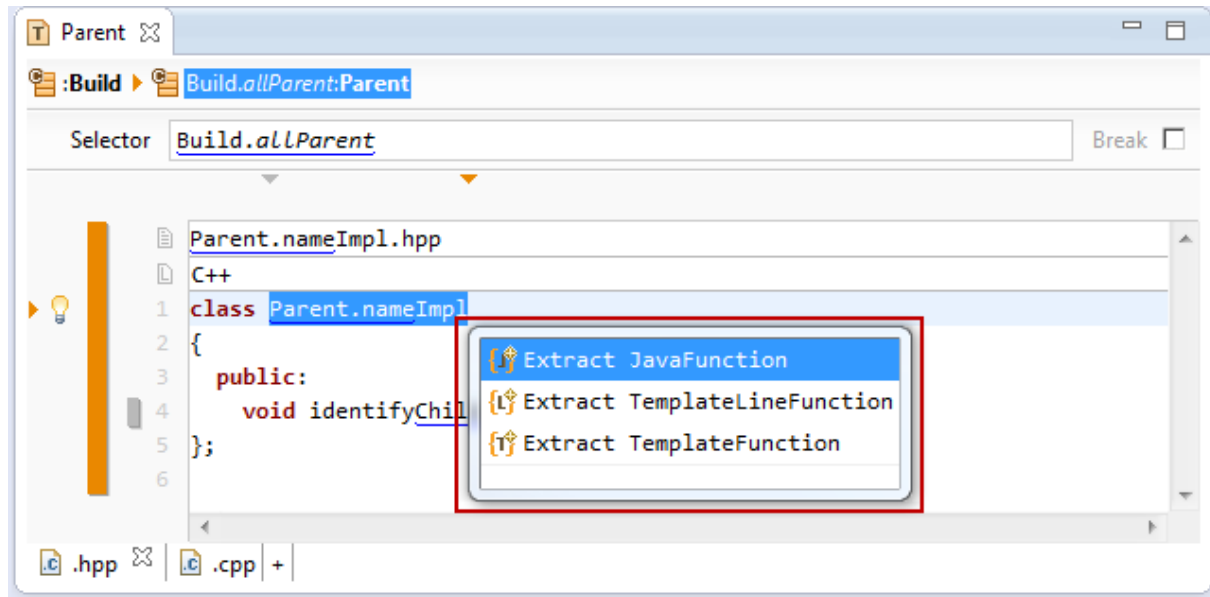 Parent
:Build Build.allParent:Parent
Selector Build.allParent Break
Parent.nameImpl.hpp
C++
1 class Parent.nameImpl
2 {
3 public:
4 void identifyChil
5 };
6
Extract JavaFunction
Extract TemplateLineFunction
Extract TemplateFunction
.hpp .cpp +